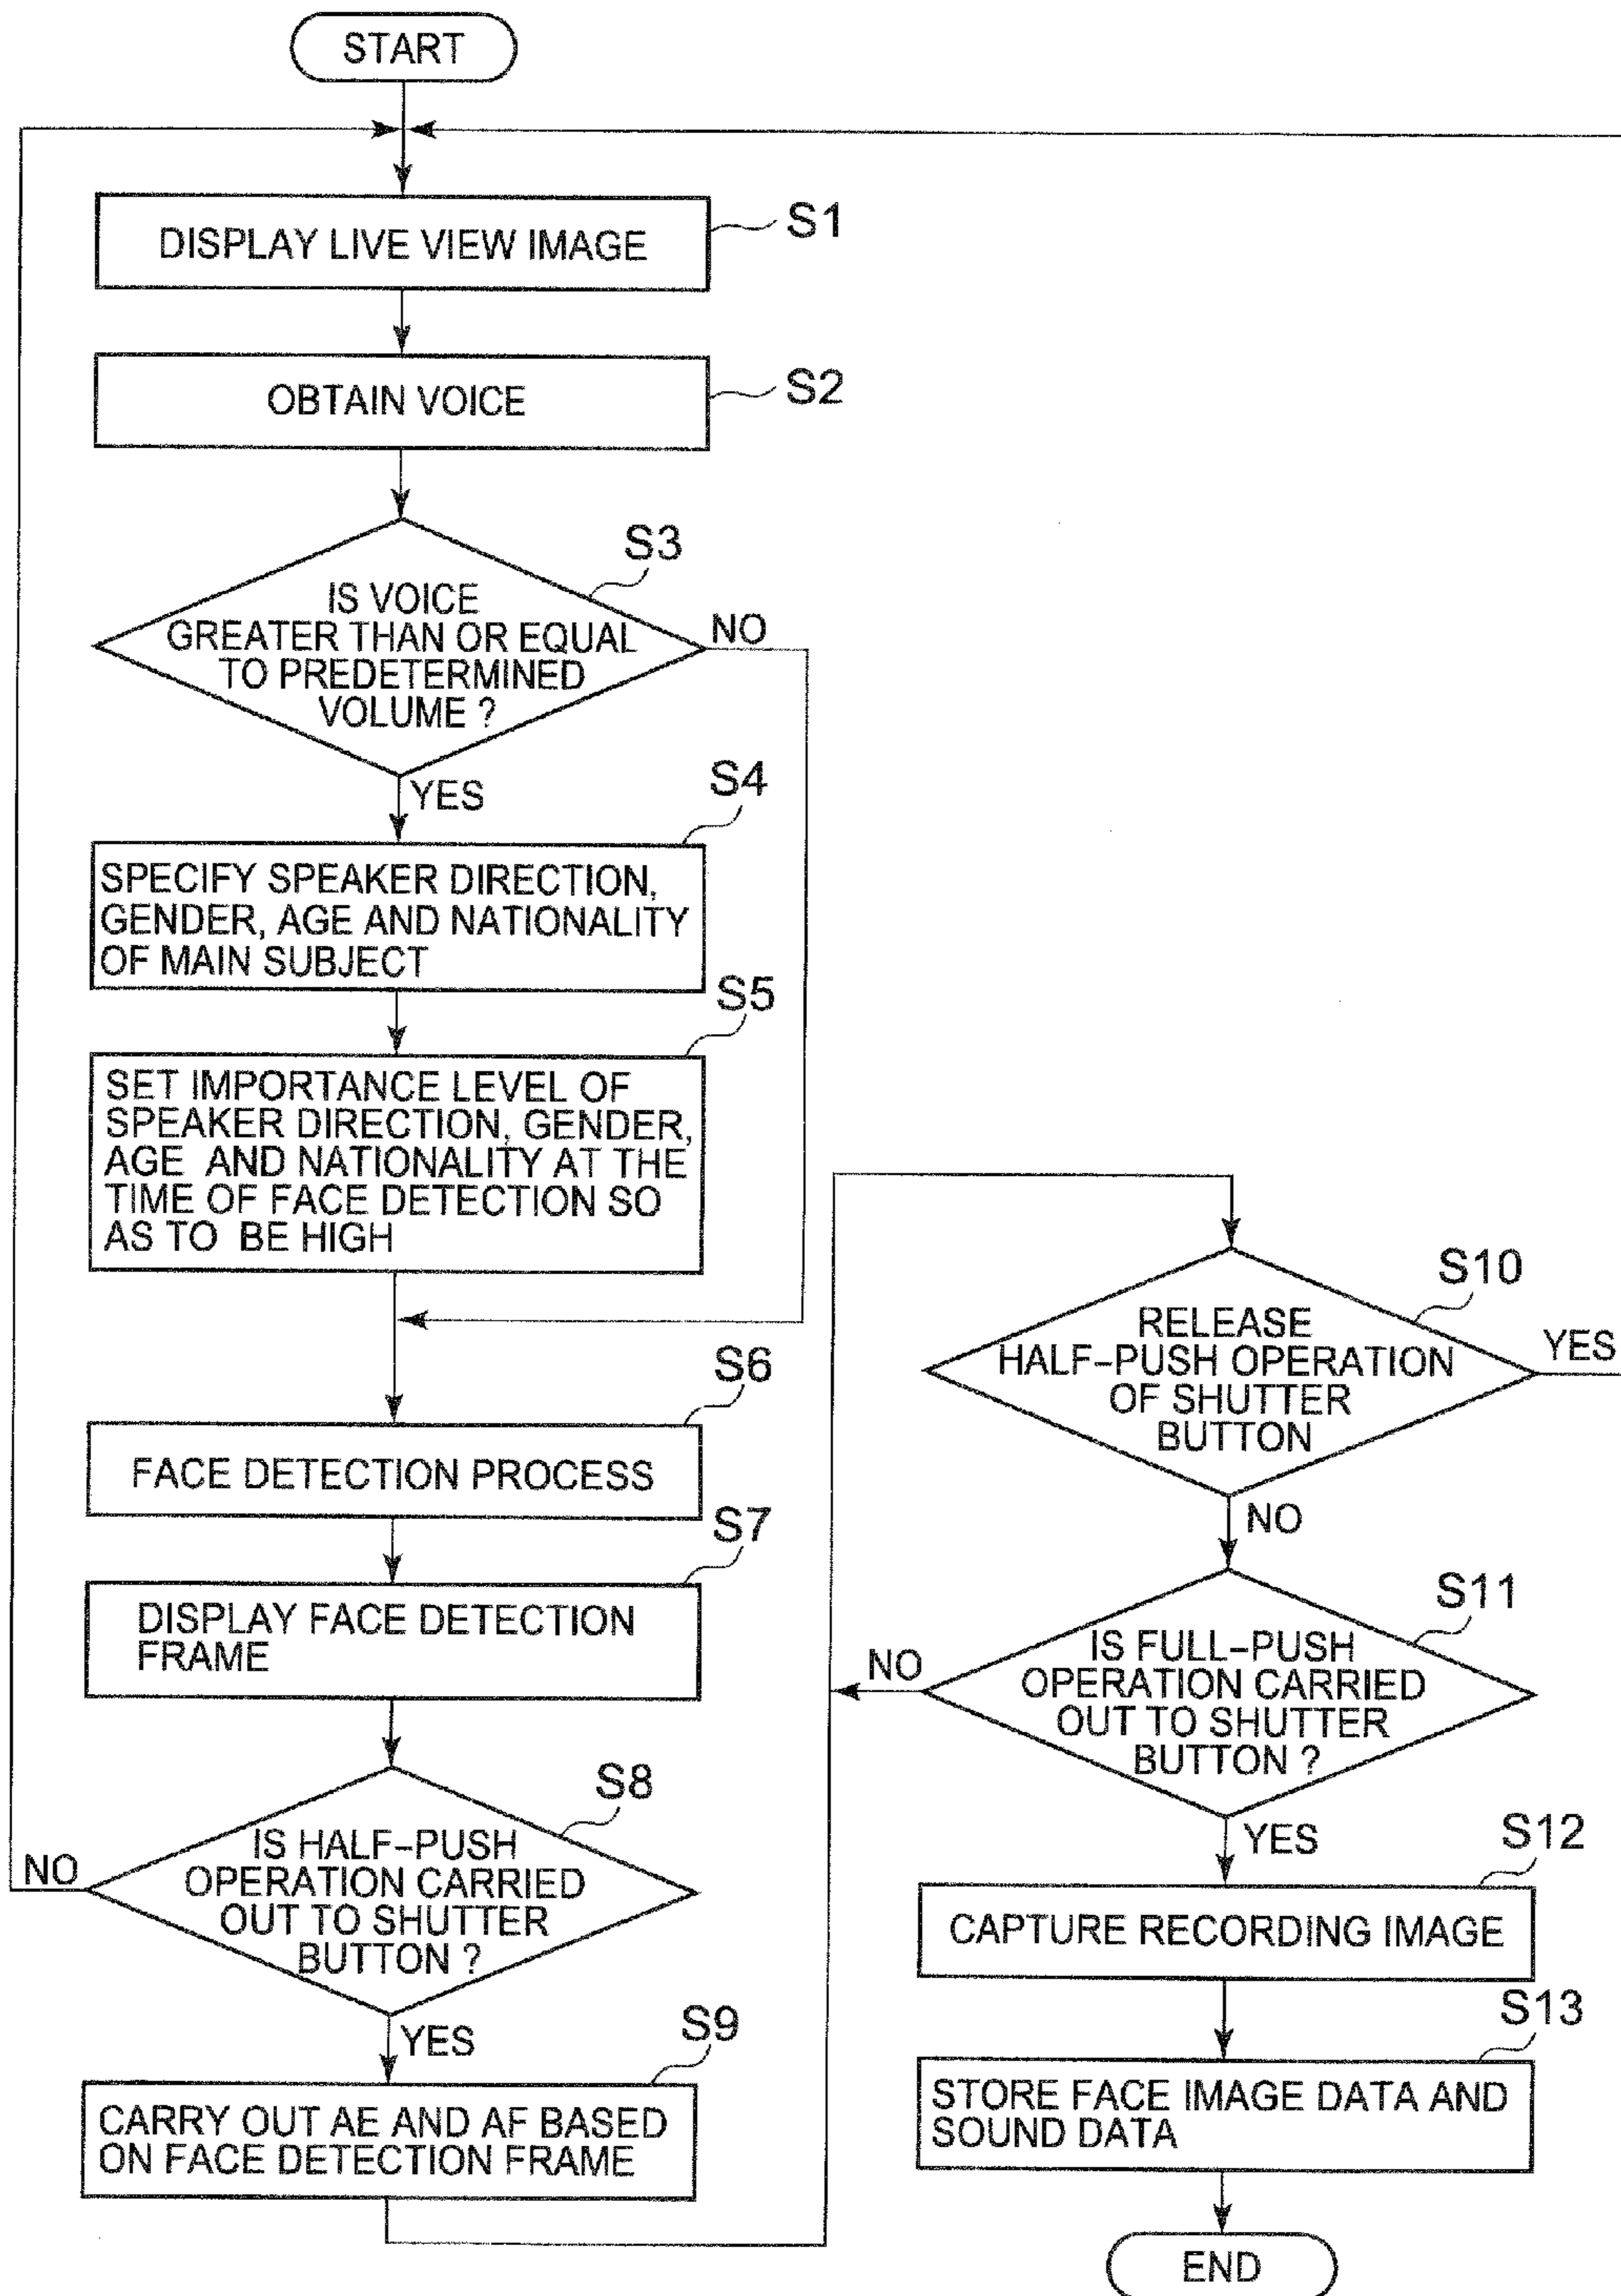 START
DISPLAY LIVE VIEW IMAGE
S1
OBTAIN VOICE
S2
S3
IS VOICE
GREATER THAN OR EQUAL
TO PREDETERMINED
VOLUME ?
NO
YES
S4
SPECIFY SPEAKER DIRECTION,
GENDER, AGE AND NATIONALITY
OF MAIN SUBJECT
S5
SET IMPORTANCE LEVEL OF
SPEAKER DIRECTION, GENDER,
AGE AND NATIONALITY AT THE
TIME OF FACE DETECTION SO
AS TO BE HIGH
S6
FACE DETECTION PROCESS
S7
DISPLAY FACE DETECTION
FRAME
S8
IS HALF-PUSH
OPERATION CARRIED
OUT TO SHUTTER
BUTTON ?
NO
YES
S9
CARRY OUT AE AND AF BASED
ON FACE DETECTION FRAME
S10
RELEASE
HALF-PUSH OPERATION
OF SHUTTER
BUTTON
YES
NO
S11
IS FULL-PUSH
OPERATION CARRIED
OUT TO SHUTTER
BUTTON ?
NO
YES
S12
CAPTURE RECORDING IMAGE
S13
STORE FACE IMAGE DATA AND
SOUND DATA
END